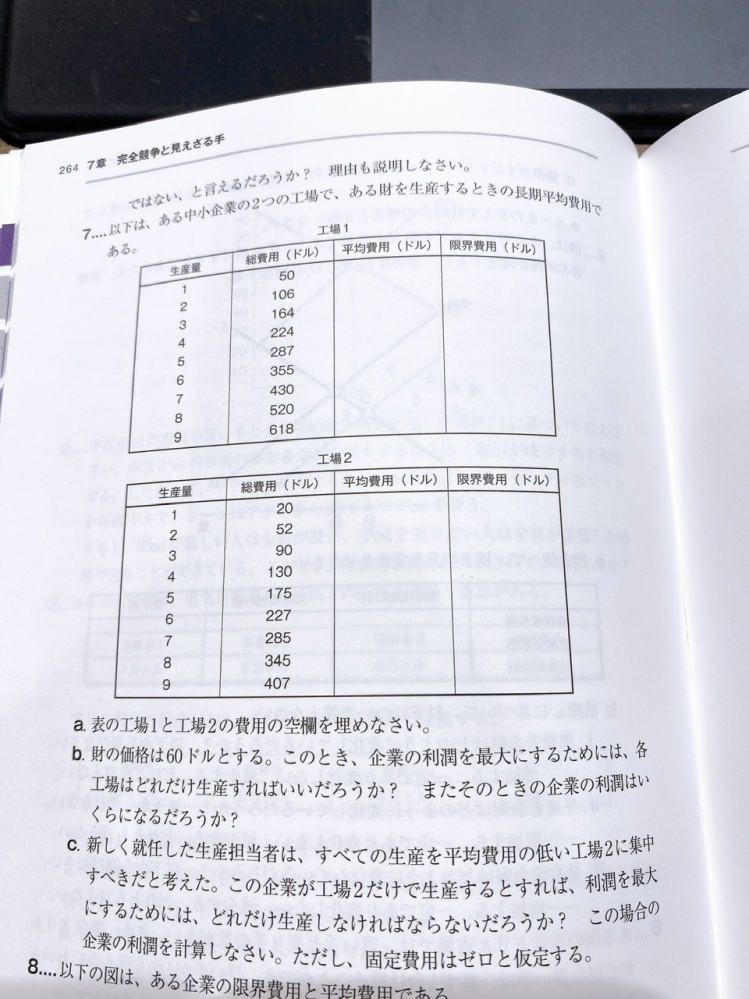 264 7章 完全競争と見えざる手
ではない、と言えるだろうか？ 理由も説明しなさい。
7....以下は、ある中小企業の2つの工場で、ある財を生産するときの長期平均費用で
ある。
工場1
生産量 総費用（ドル） 平均費用（ドル） 限界費用（ドル）
1 50
2 106
3 164
4 224
5 287
6 355
7 430
8 520
9 618
工場2
生産量 総費用（ドル） 平均費用（ドル） 限界費用（ドル）
1 20
2 52
3 90
4 130
5 175
6 227
7 285
8 345
9 407
a. 表の工場1と工場2の費用の空欄を埋めなさい。
b. 財の価格は60ドルとする。このとき、企業の利潤を最大にするためには、各
工場はどれだけ生産すればいいだろうか？ またそのときの企業の利潤はい
くらになるだろうか？
c. 新しく就任した生産担当者は、すべての生産を平均費用の低い工場2に集中
すべきだと考えた。この企業が工場2だけで生産するとすれば、利潤を最大
にするためには、どれだけ生産しなければならないだろうか？ この場合の
企業の利潤を計算しなさい。ただし、固定費用はゼロと仮定する。
8....以下の図は、ある企業の限界費用と平均費用である